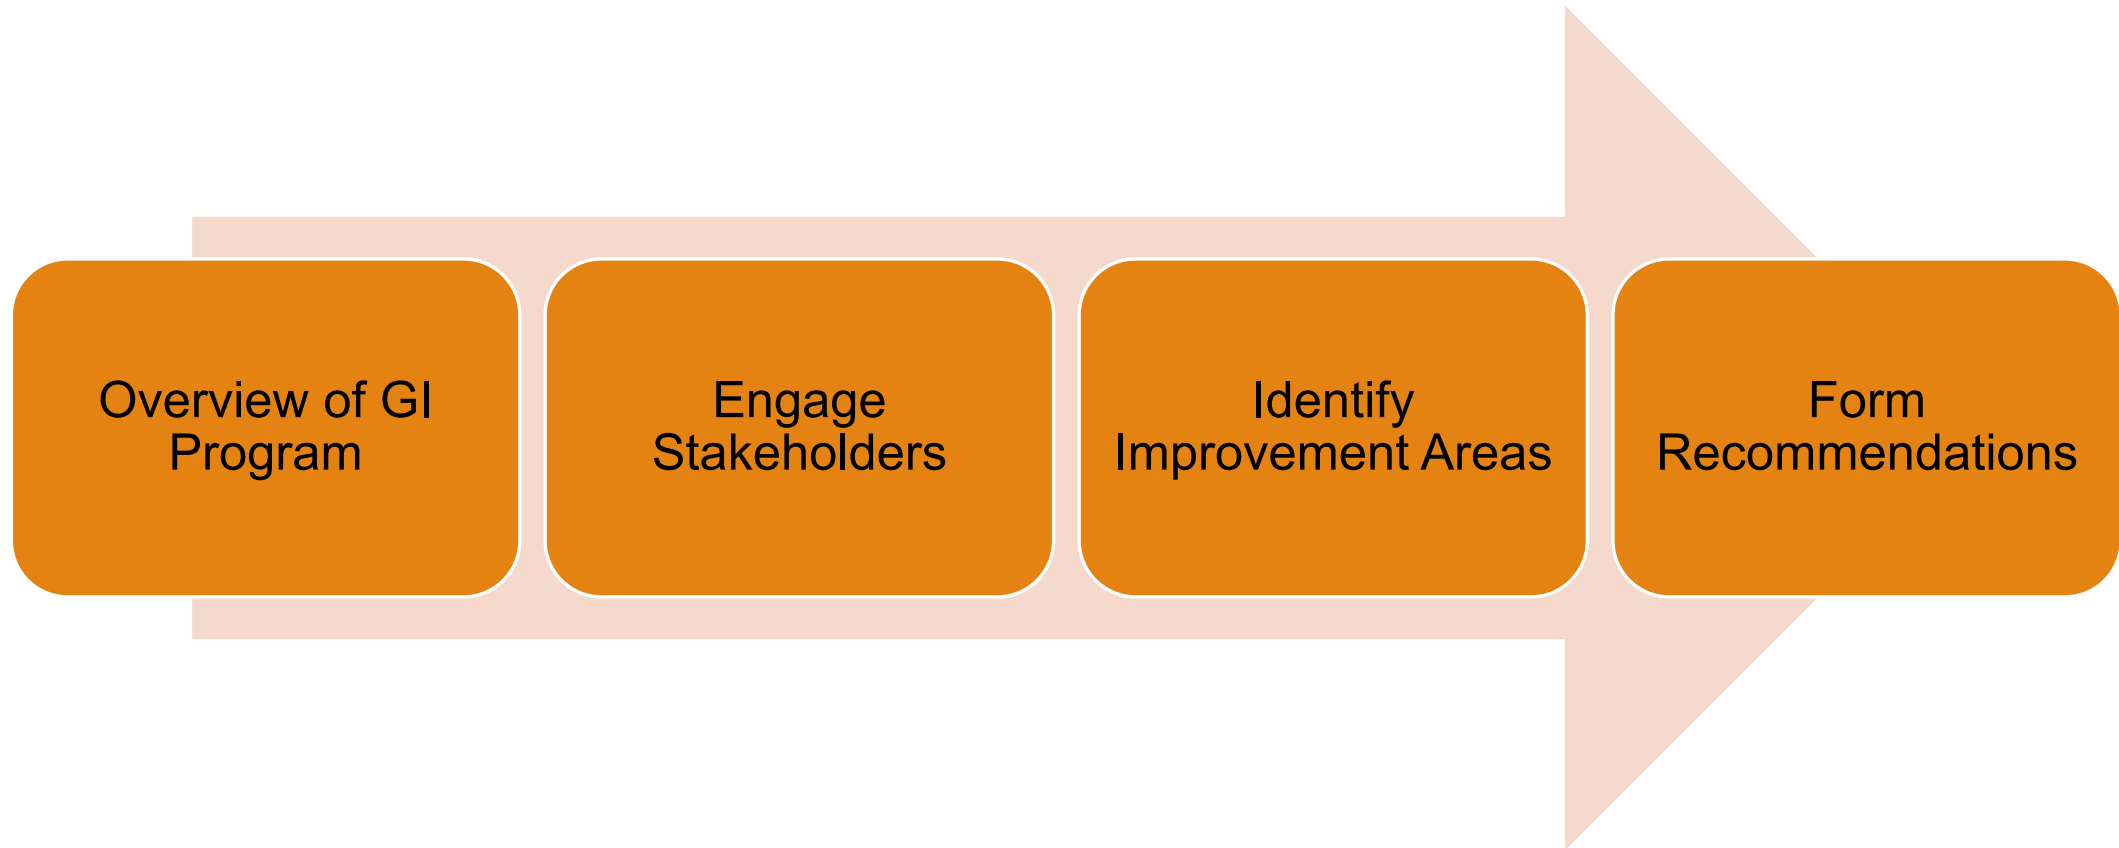 Overview of GI
Program
Engage
Stakeholders
Identify
Improvement Areas
Form
Recommendations